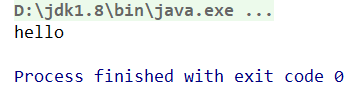 D:\jdk1.8\bin\java.exe ...
hello
Process finished with exit code 0